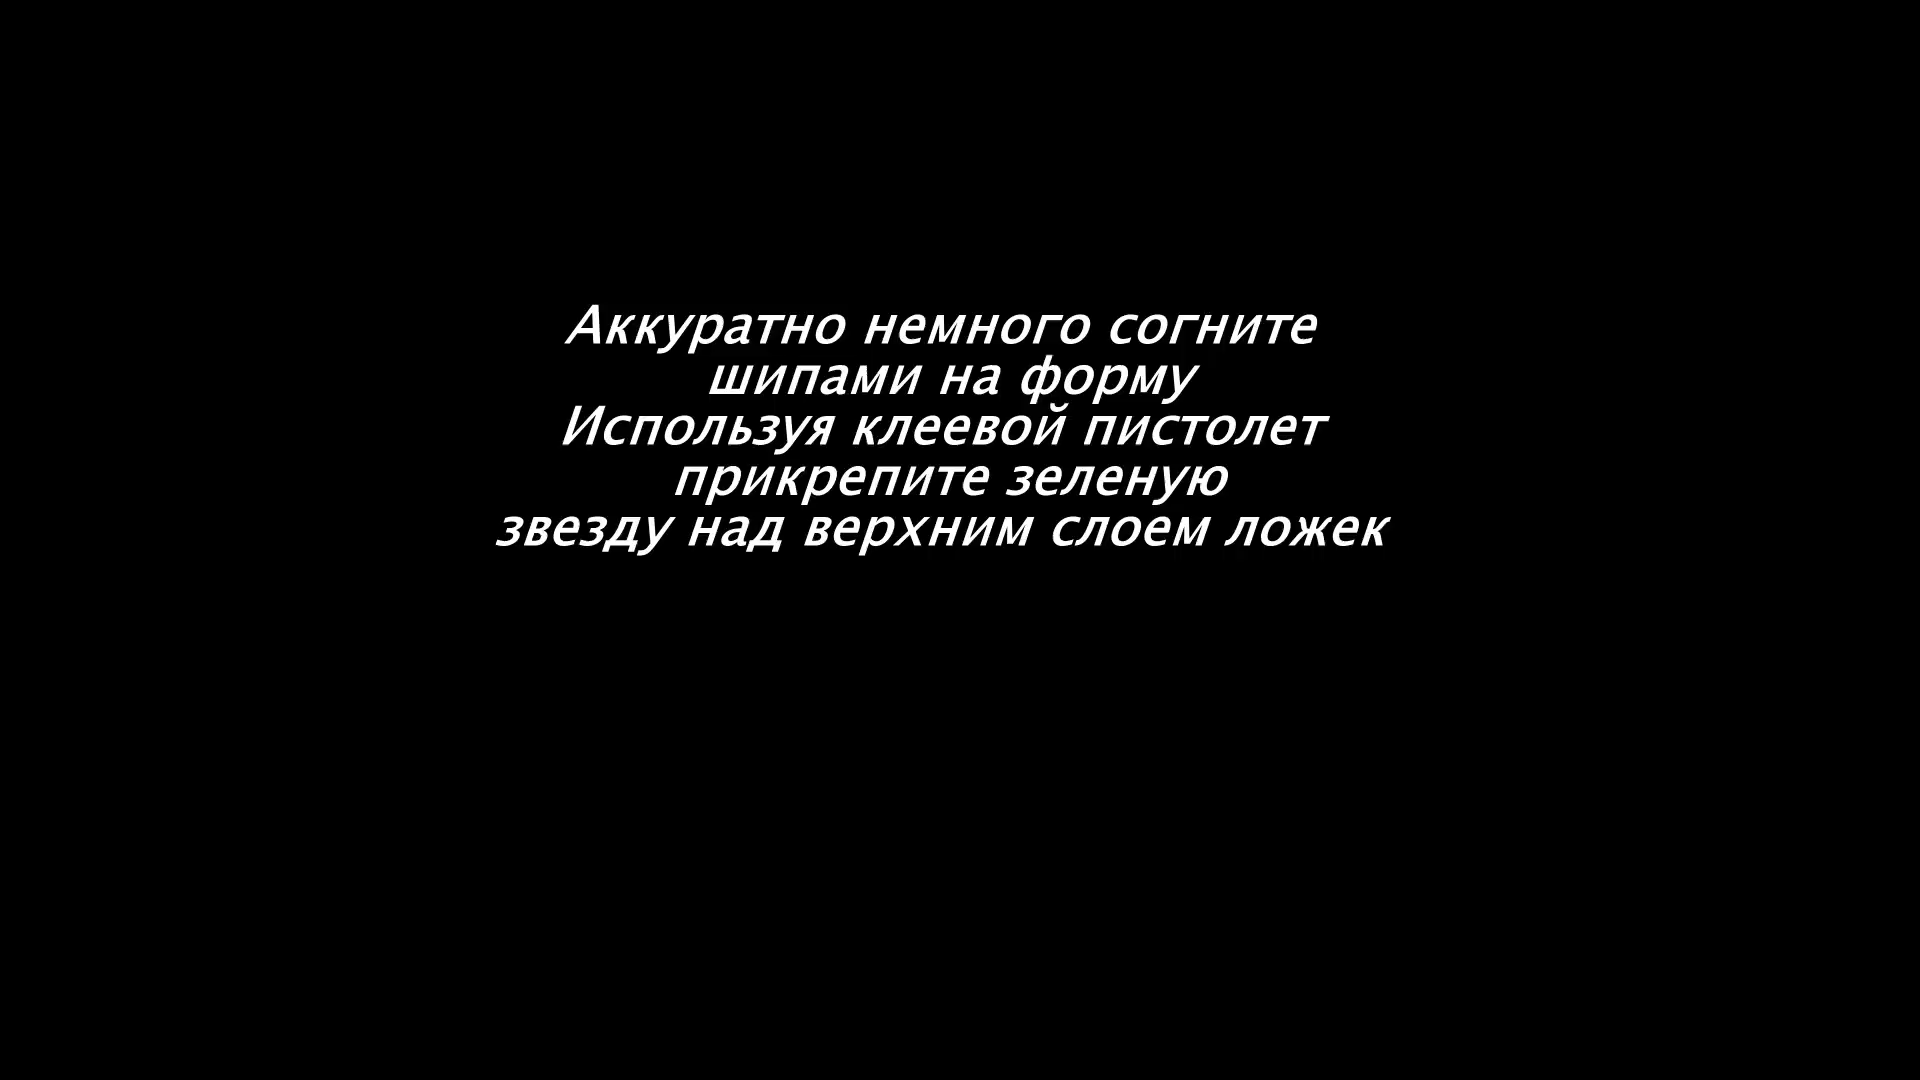 Аккуратно немного согните
шипами на форму
Используя клеевой пистолет
прикрепите зеленую
звезду над верхним слоем ложек